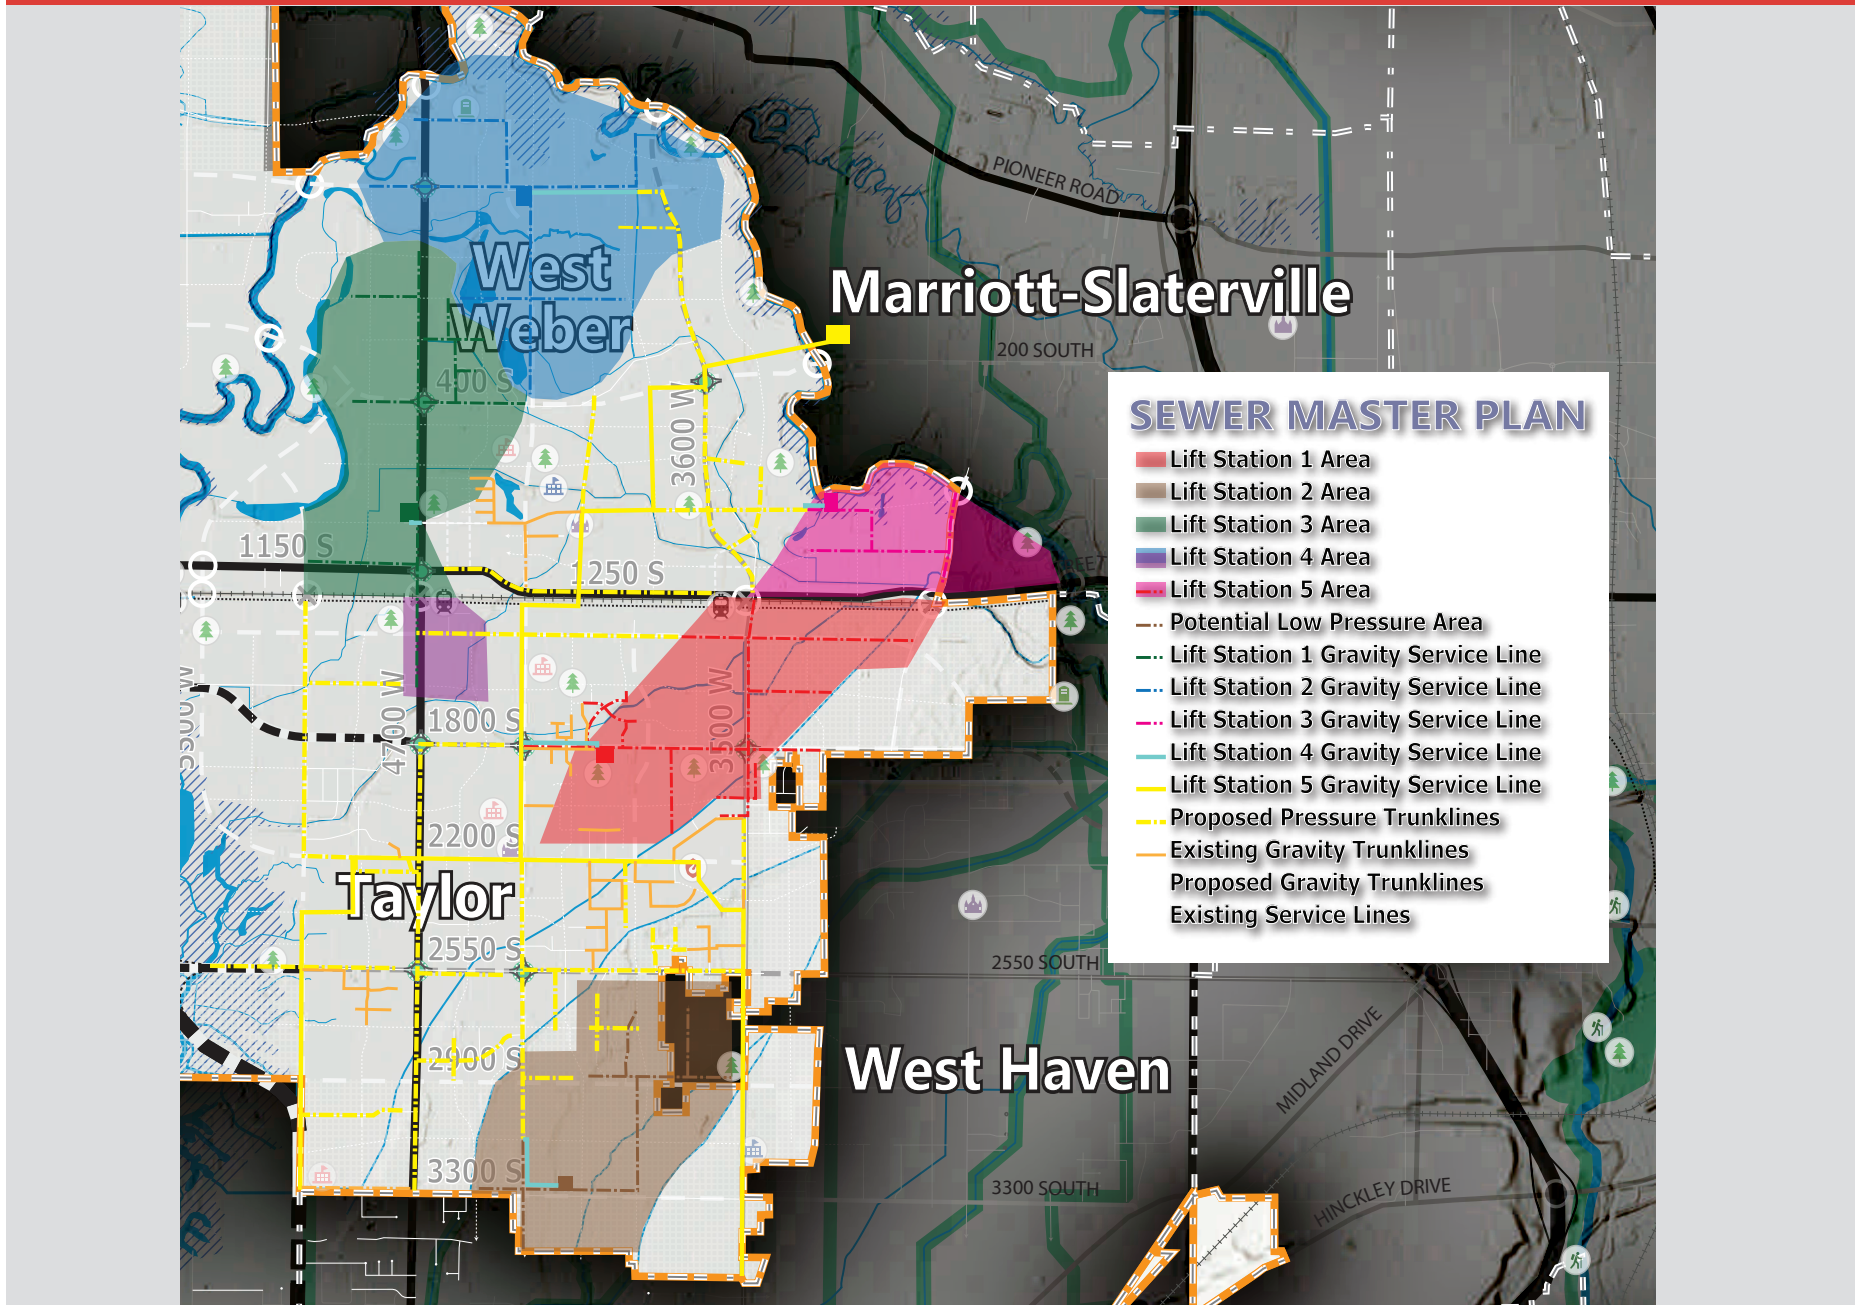 PIONEER ROAD
West
Weber
Marriott-Slaterville
200 SOUTH
400 S
3600 W
SEWER MASTER PLAN
Lift Station 1 Area
Lift Station 2 Area
Lift Station 3 Area
Lift Station 4 Area
Lift Station 5 Area
Potential Low Pressure Area
Lift Station 1 Gravity Service Line
Lift Station 2 Gravity Service Line
Lift Station 3 Gravity Service Line
Lift Station 4 Gravity Service Line
Lift Station 5 Gravity Service Line
Proposed Pressure Trunklines
Existing Gravity Trunklines
Proposed Gravity Trunklines
Existing Service Lines
1150 S
1250 S
4700 W
3500 W
1800 S
2200 S
Taylor
2550 S
2550 SOUTH
2900 S
West Haven
MIDLAND DRIVE
3300 S
3300 SOUTH
HINCKLEY DRIVE